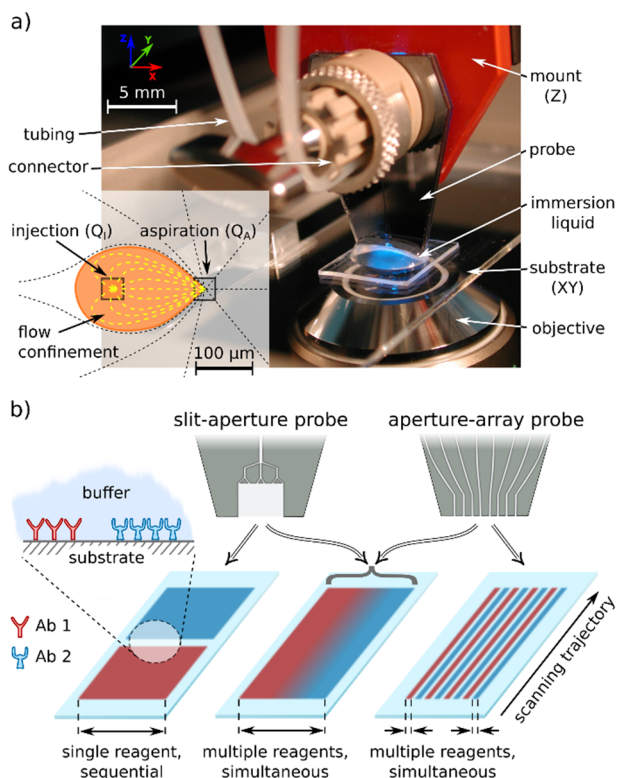 a)
Z
Y
X
5 mm
tubing
connector
mount
(Z)
probe
immersion
liquid
substrate
(XY)
objective
injection (QI)
aspiration (QA)
flow
confinement
100 µm
b)
slit-aperture probe
aperture-array probe
buffer
substrate
Ab 1
Ab 2
scanning trajectory
single reagent,
sequential
multiple reagents,
simultaneous
multiple reagents,
simultaneous